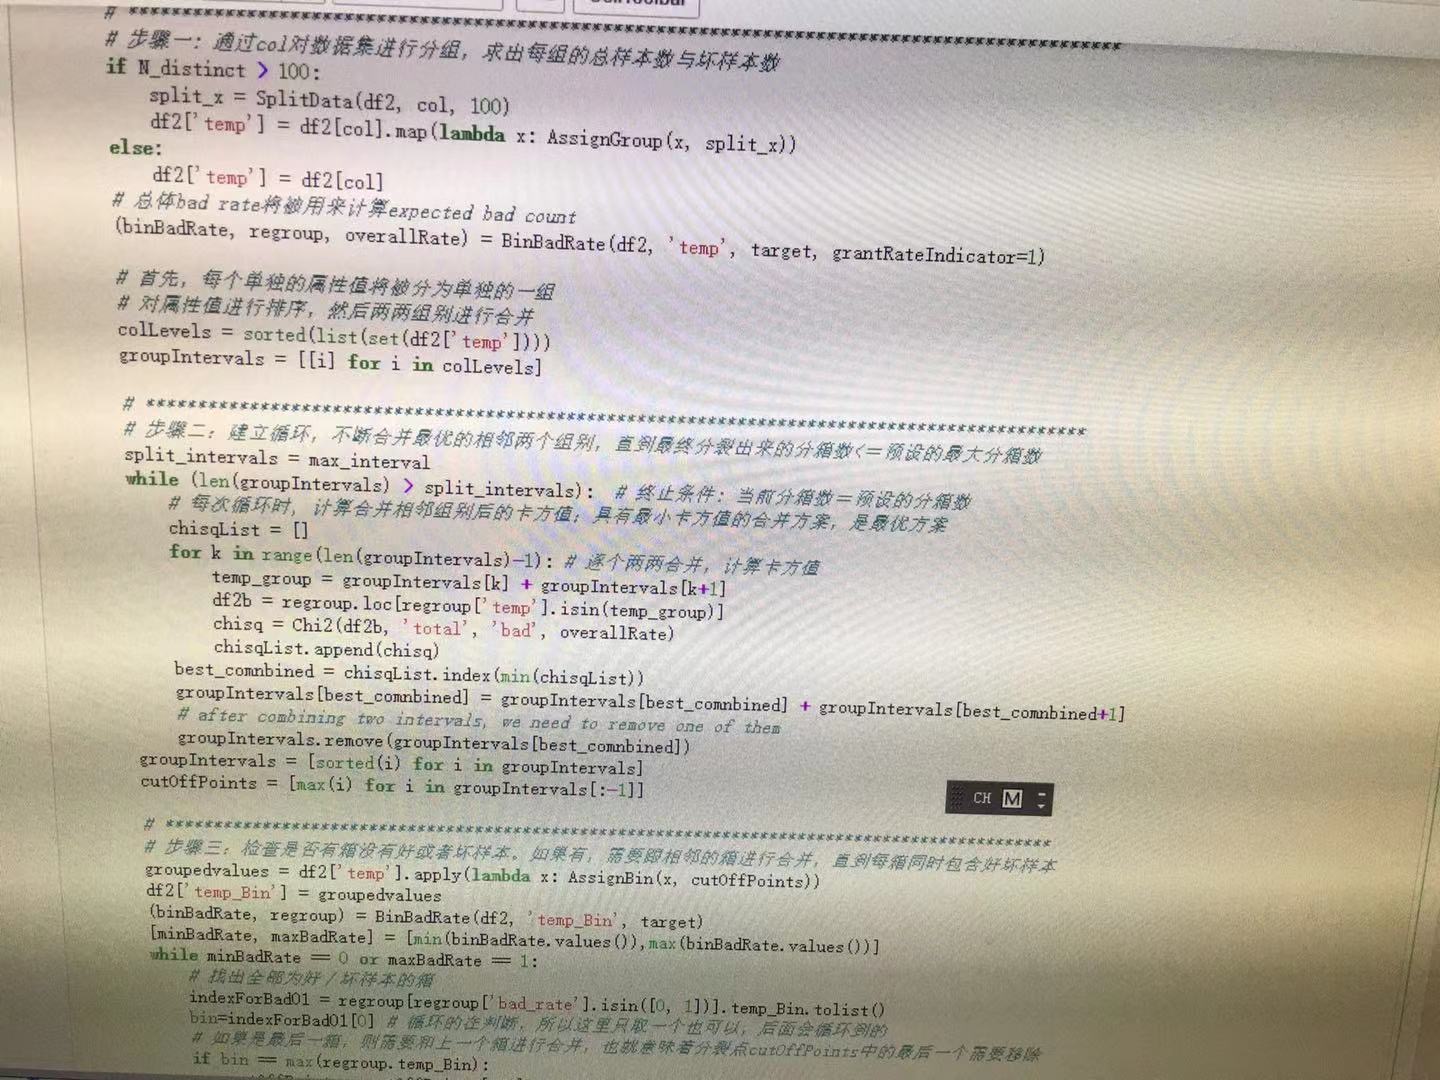 # ************************************************************************************************
# 步骤一：通过col对数据集进行分组，求出每组的总样本数与坏样本数
if N_distinct > 100:
    split_x = SplitData(df2, col, 100)
    df2['temp'] = df2[col].map(lambda x: AssignGroup(x, split_x))
else:
    df2['temp'] = df2[col]
# 总体bad rate将被用来计算expected bad count
(binBadRate, regroup, overallRate) = BinBadRate(df2, 'temp', target, grantRateIndicator=1)
# 首先，每个单独的属性值将被分为单独的一组
# 对属性值进行排序，然后两两组别进行合并
colLevels = sorted(list(set(df2['temp'])))
groupIntervals = [[i] for i in colLevels]
# ************************************************************************************************
# 步骤二：建立循环，不断合并最优的相邻两个组别，直到最终分裂出来的分箱数<=预设的最大分箱数
split_intervals = max_interval
while (len(groupIntervals) > split_intervals):  # 终止条件：当前分箱数=预设的分箱数
    # 每次循环时，计算合并相邻组别后的卡方值；具有最小卡方值的合并方案，是最优方案
    chisqList = []
    for k in range(len(groupIntervals)-1): # 逐个两两合并，计算卡方值
        temp_group = groupIntervals[k] + groupIntervals[k+1]
        df2b = regroup.loc[regroup['temp'].isin(temp_group)]
        chisq = Chi2(df2b, 'total', 'bad', overallRate)
        chisqList.append(chisq)
    best_comnbined = chisqList.index(min(chisqList))
    groupIntervals[best_comnbined] = groupIntervals[best_comnbined] + groupIntervals[best_comnbined+1]
    # after combining two intervals, we need to remove one of them
    groupIntervals.remove(groupIntervals[best_comnbined])
groupIntervals = [sorted(i) for i in groupIntervals]
cutOffPoints = [max(i) for i in groupIntervals[:-1]]
CH M
# ************************************************************************************************
# 步骤三：检查是否有箱没有好或者坏样本。如果有，需要跟相邻的箱进行合并，直到每箱同时包含好坏样本
groupedvalues = df2['temp'].apply(lambda x: AssignBin(x, cutOffPoints))
df2['temp_Bin'] = groupedvalues
(binBadRate, regroup) = BinBadRate(df2, 'temp_Bin', target)
[minBadRate, maxBadRate] = [min(binBadRate.values()),max(binBadRate.values())]
while minBadRate == 0 or maxBadRate == 1:
    # 找出全部为好／坏样本的箱
    indexForBad01 = regroup[regroup['bad_rate'].isin([0, 1])].temp_Bin.tolist()
    bin=indexForBad01[0] # 循环的在判断，所以这里只取一个也可以，后面会循环到的
    # 如果是最后一箱，则需要和上一个箱进行合并，也就意味着分裂点cutOffPoints中的最后一个需要移除
    if bin == max(regroup.temp_Bin):